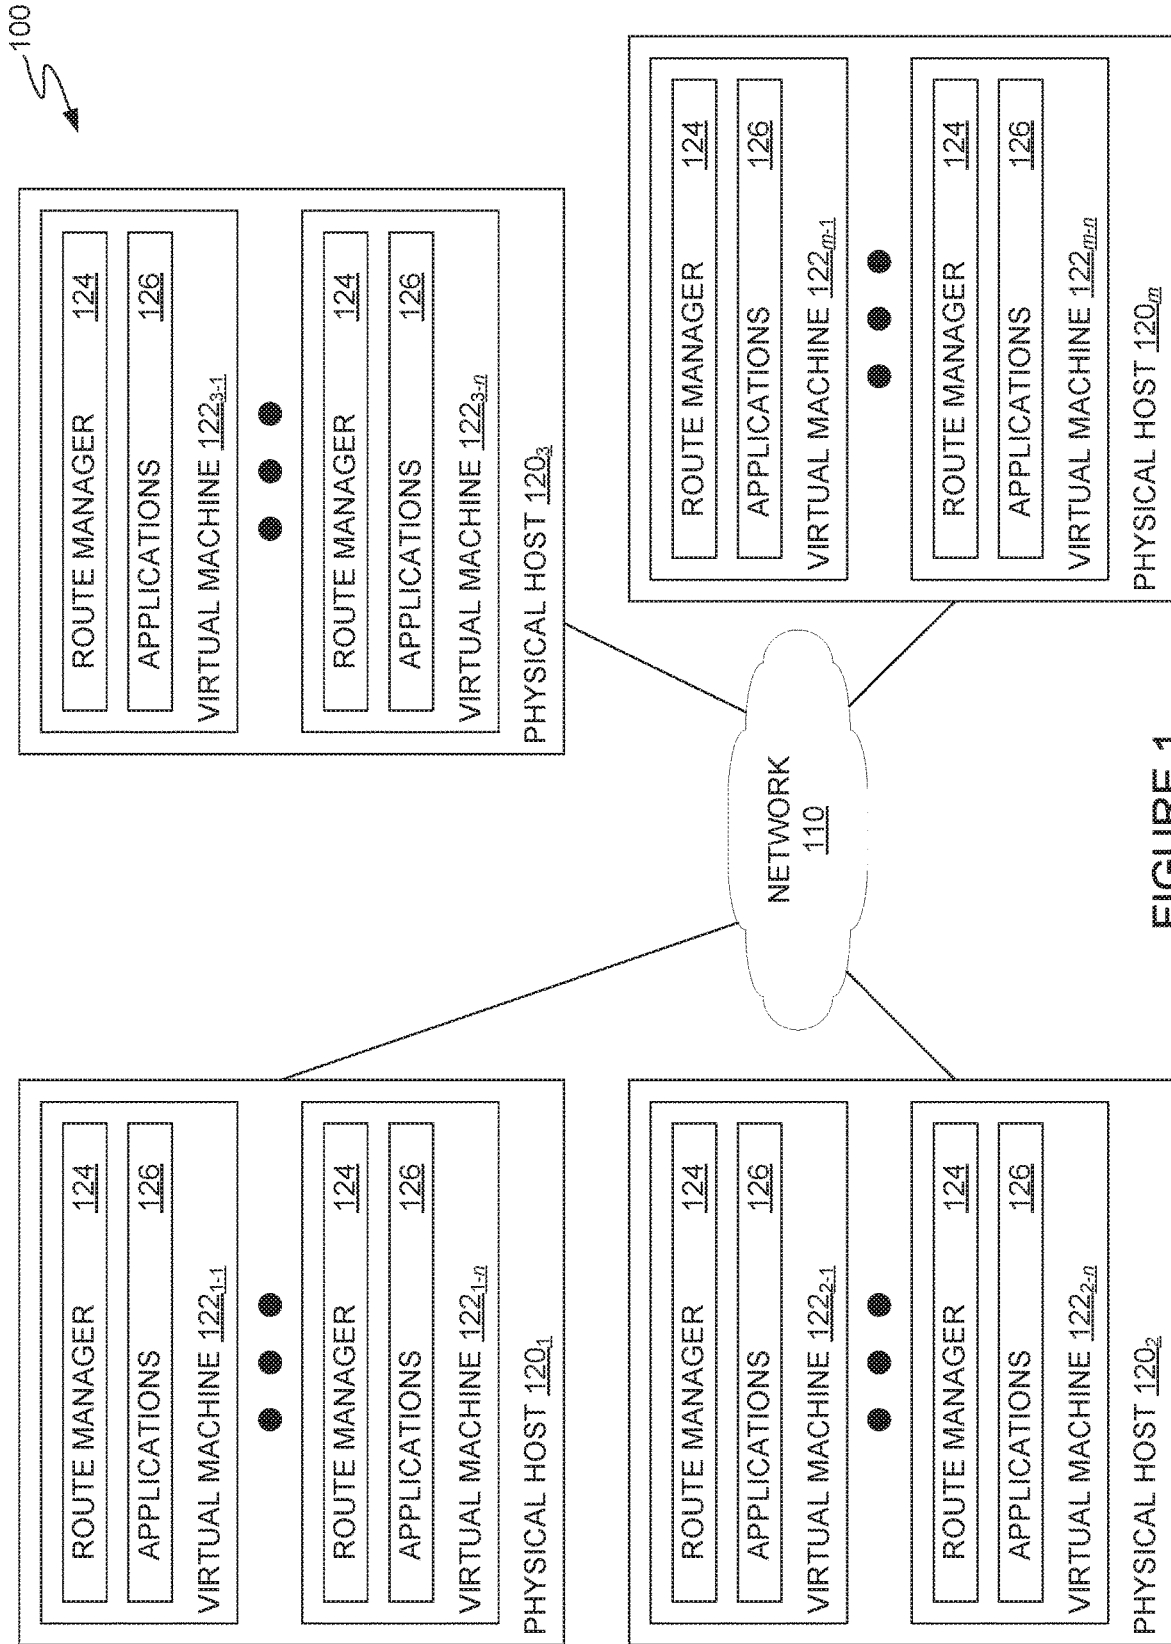 100
ROUTE MANAGER 124
APPLICATIONS 126
VIRTUAL MACHINE 122₁₋₁
ROUTE MANAGER 124
APPLICATIONS 126
VIRTUAL MACHINE 122₁₋ₙ
PHYSICAL HOST 120₁
ROUTE MANAGER 124
APPLICATIONS 126
VIRTUAL MACHINE 122₃₋₁
ROUTE MANAGER 124
APPLICATIONS 126
VIRTUAL MACHINE 122₃₋ₙ
PHYSICAL HOST 120₃
NETWORK
110
ROUTE MANAGER 124
APPLICATIONS 126
VIRTUAL MACHINE 122₂₋₁
ROUTE MANAGER 124
APPLICATIONS 126
VIRTUAL MACHINE 122₂₋ₙ
PHYSICAL HOST 120₂
ROUTE MANAGER 124
APPLICATIONS 126
VIRTUAL MACHINE 122ₘ₋₁
ROUTE MANAGER 124
APPLICATIONS 126
VIRTUAL MACHINE 122ₘ₋ₙ
PHYSICAL HOST 120ₘ
FIGURE 1